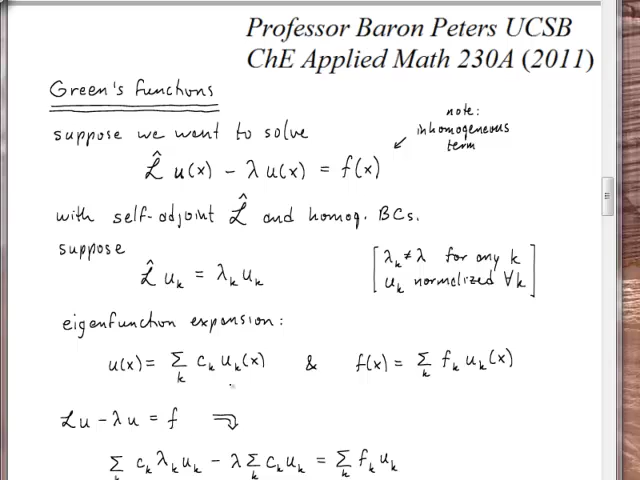 Professor Baron Peters UCSB
ChE Applied Math 230A (2011)
Green's functions
note:
inhomogeneous
term
suppose we want to solve
ℒ̂ u(x) − λ u(x) = f(x)
with self-adjoint ℒ̂ and homog. BCs.
suppose
ℒ̂ u_k = λ_k u_k
[ λ_k ≠ λ for any k
u_k normalized ∀k ]
eigenfunction expansion:
u(x) = Σ_k c_k u_k(x) & f(x) = Σ_k f_k u_k(x)
ℒu − λu = f ⇒
Σ_k c_k λ_k u_k − λ Σ_k c_k u_k = Σ_k f_k u_k